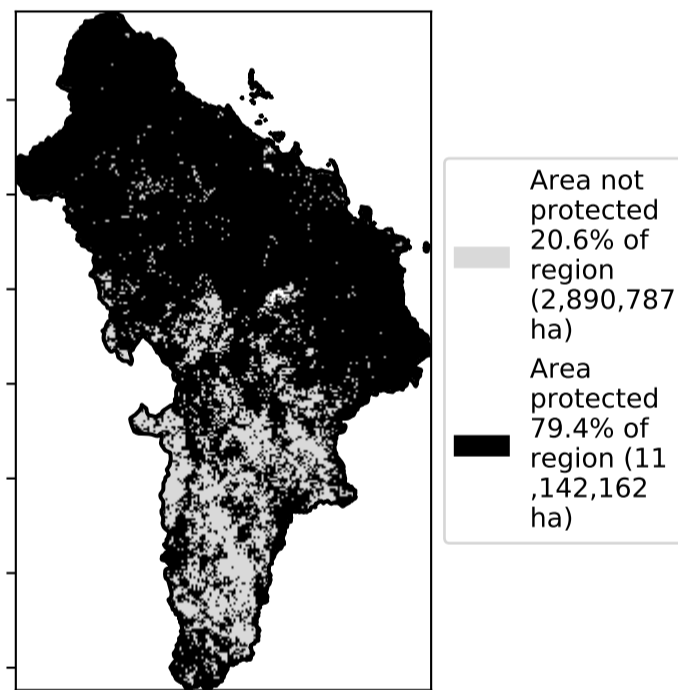 Area not
protected
20.6% of
region
(2,890,787
ha)
Area
protected
79.4% of
region (11
,142,162
ha)